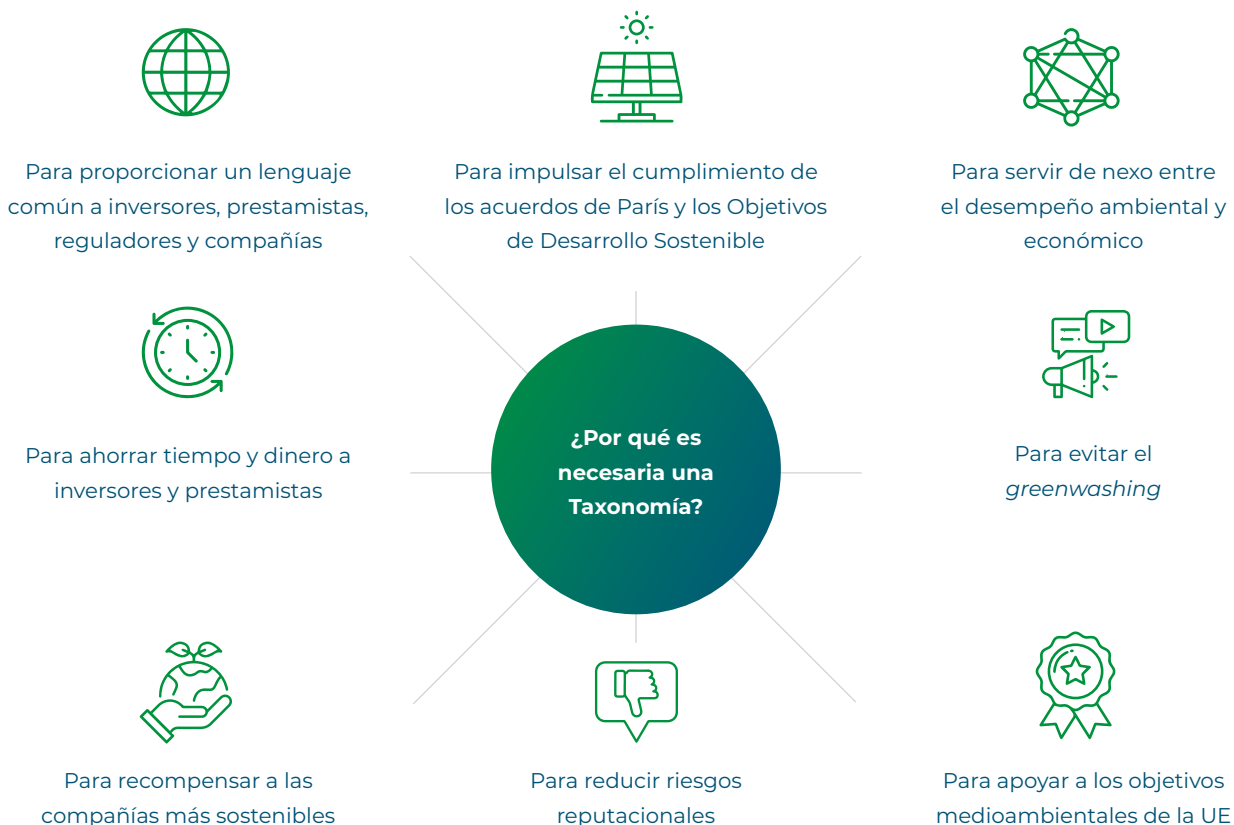 Para proporcionar un lenguaje
común a inversores, prestamistas,
reguladores y compañías
Para impulsar el cumplimiento de
los acuerdos de París y los Objetivos
de Desarrollo Sostenible
Para servir de nexo entre
el desempeño ambiental y
económico
Para ahorrar tiempo y dinero a
inversores y prestamistas
¿Por qué es
necesaria una
Taxonomía?
Para evitar el
greenwashing
Para recompensar a las
compañías más sostenibles
Para reducir riesgos
reputacionales
Para apoyar a los objetivos
medioambientales de la UE